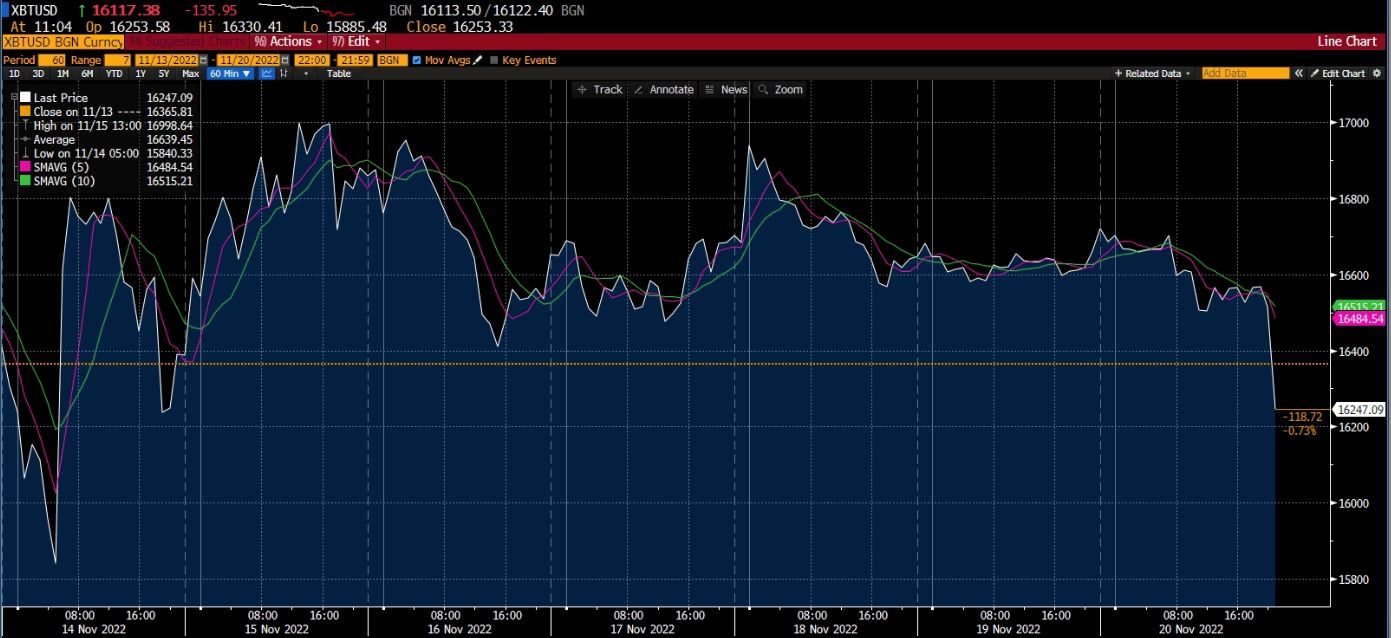 XBTUSD ↑ 16117.38 -135.95 BGN 16113.50/16122.40 BGN
At 11:04 Op 16253.58 Hi 16330.41 Lo 15885.48 Close 16253.33
XBTUSD BGN Curncy 96) Suggested Charts 96) Actions 97) Edit Line Chart
Period 60 Range 7 11/13/2022 - 11/20/2022 22:00 - 21:59 BGN Mov Avgs Key Events
1D 3D 1M 6M YTD 1Y 5Y Max 60 Min ▼ Table + Related Data Add Data « Edit Chart
Track Annotate News Zoom
Last Price 16247.09
Close on 11/13 ---- 16365.81
High on 11/15 13:00 16998.64
Average 16639.45
Low on 11/14 05:00 15840.33
SMAVG (5) 16484.54
SMAVG (10) 16515.21
17000
16800
16600
16515.21
16484.54
16400
16247.09
-118.72
-0.73%
16200
16000
15800
08:00 16:00 08:00 16:00 08:00 16:00 08:00 16:00 08:00 16:00 08:00 16:00 08:00 16:00
14 Nov 2022 15 Nov 2022 16 Nov 2022 17 Nov 2022 18 Nov 2022 19 Nov 2022 20 Nov 2022